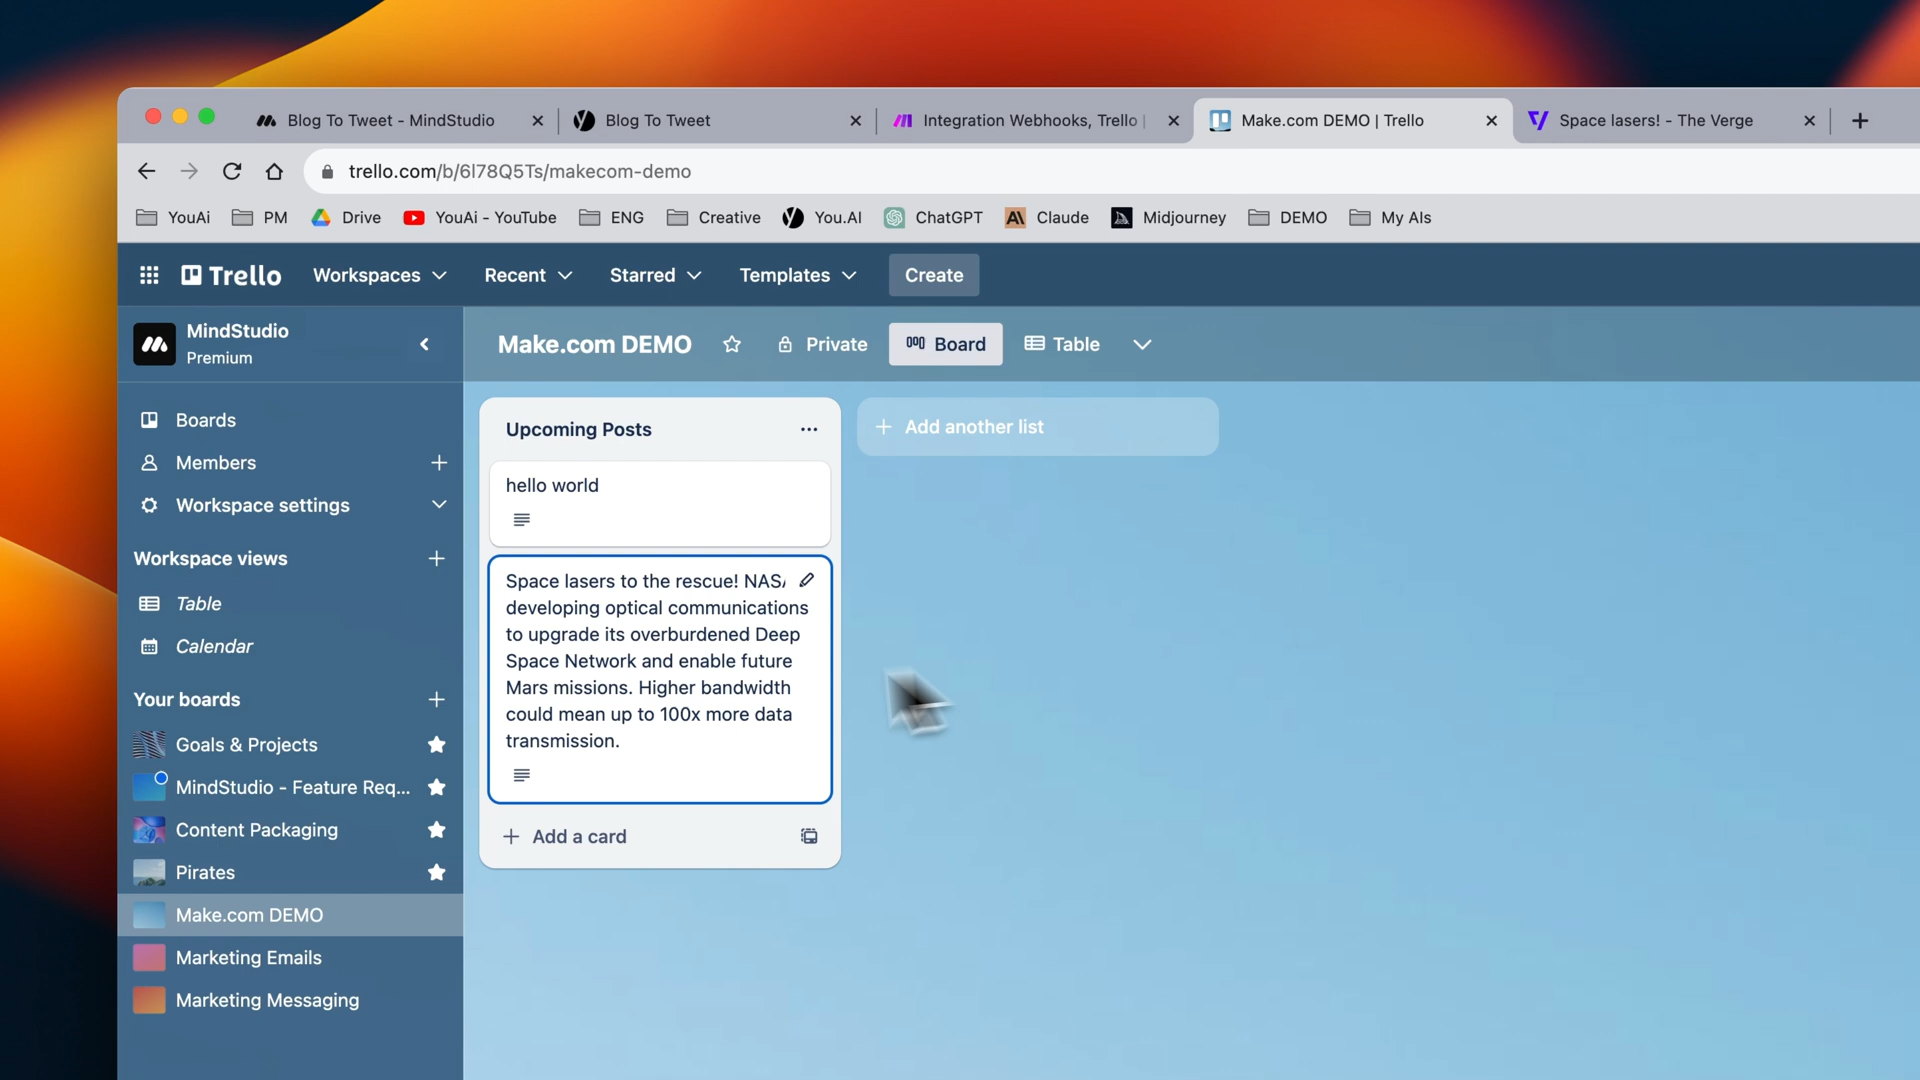 Blog To Tweet - MindStudio
Blog To Tweet
Integration Webhooks, Trello |
Make.com DEMO | Trello
Space lasers! - The Verge
trello.com/b/6l78Q5Ts/makecom-demo
YouAi
PM
Drive
YouAi - YouTube
ENG
Creative
You.AI
ChatGPT
Claude
Midjourney
DEMO
My AIs
Trello
Workspaces
Recent
Starred
Templates
Create
MindStudio
Premium
Make.com DEMO
Private
Board
Table
Boards
Members
Workspace settings
Workspace views
Table
Calendar
Your boards
Goals & Projects
MindStudio - Feature Req...
Content Packaging
Pirates
Make.com DEMO
Marketing Emails
Marketing Messaging
Upcoming Posts
hello world
Space lasers to the rescue! NAS
developing optical communications
to upgrade its overburdened Deep
Space Network and enable future
Mars missions. Higher bandwidth
could mean up to 100x more data
transmission.
Add a card
Add another list